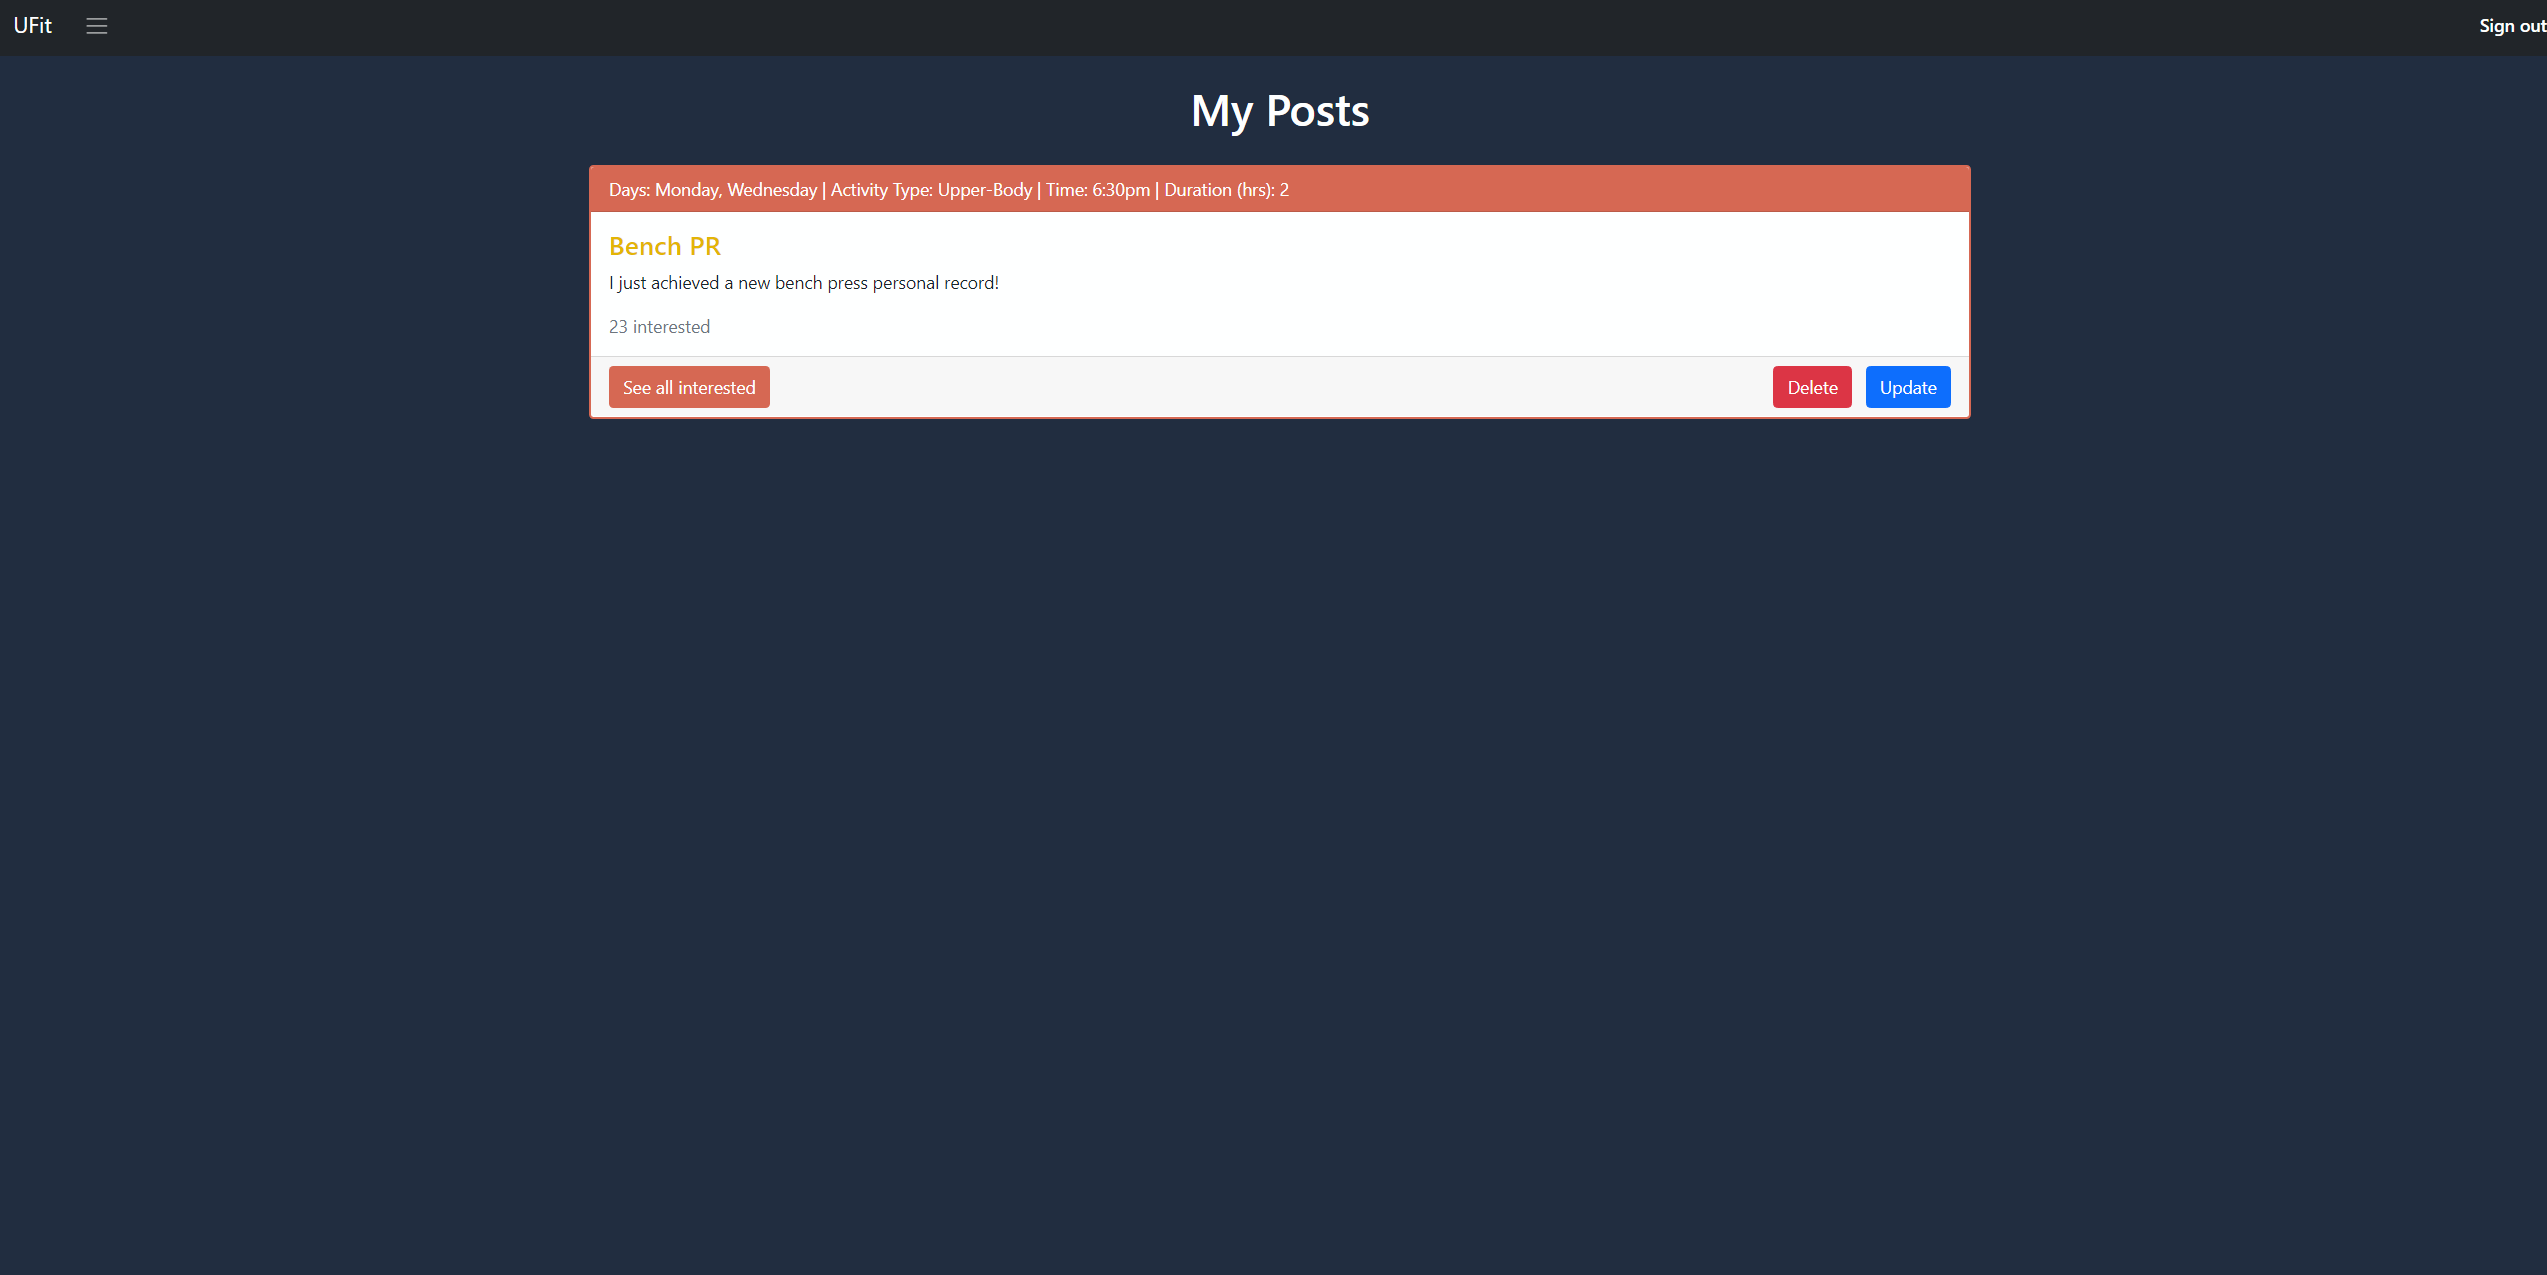 UFit
Sign out
My Posts
Days: Monday, Wednesday | Activity Type: Upper-Body | Time: 6:30pm | Duration (hrs): 2
Bench PR
I just achieved a new bench press personal record!
23 interested
See all interested
Delete
Update